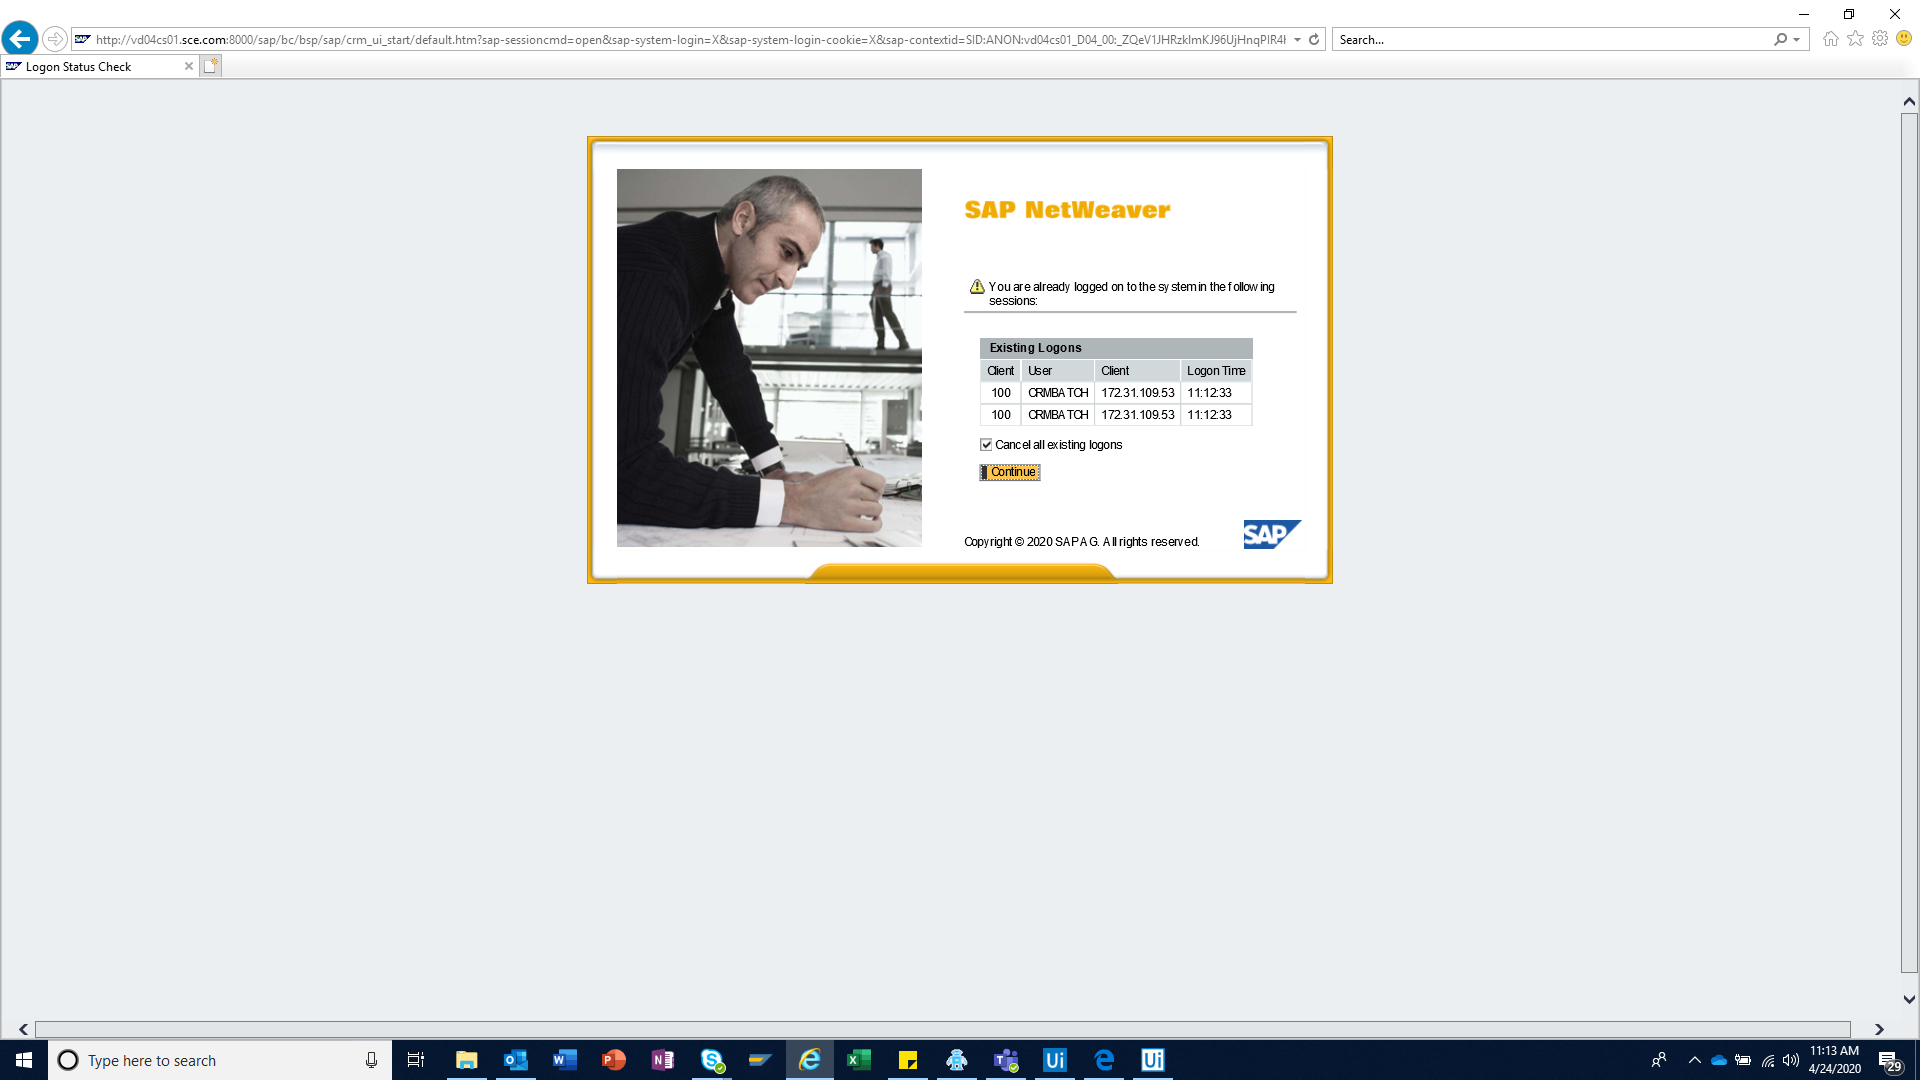 http://vd04cs01.sce.com:8000/sap/bc/bsp/sap/crm_ui_start/default.htm?sap-sessioncmd=open&sap-system-login=X&sap-system-login-cookie=X&sap-contextid=SID:ANON:vd04cs01_D04_00:
Search...
Logon Status Check
SAP NetWeaver
You are already logged on to the system in the following
sessions:
Existing Logons
Client User Client Logon Time
100 CRMBATCH 172.31.109.53 11:12:33
100 CRMBATCH 172.31.109.53 11:12:33
Cancel all existing logons
Continue
Copyright © 2020 SAP AG. All rights reserved.
SAP
Type here to search
Ui
Ui
11:13 AM
4/24/2020
29